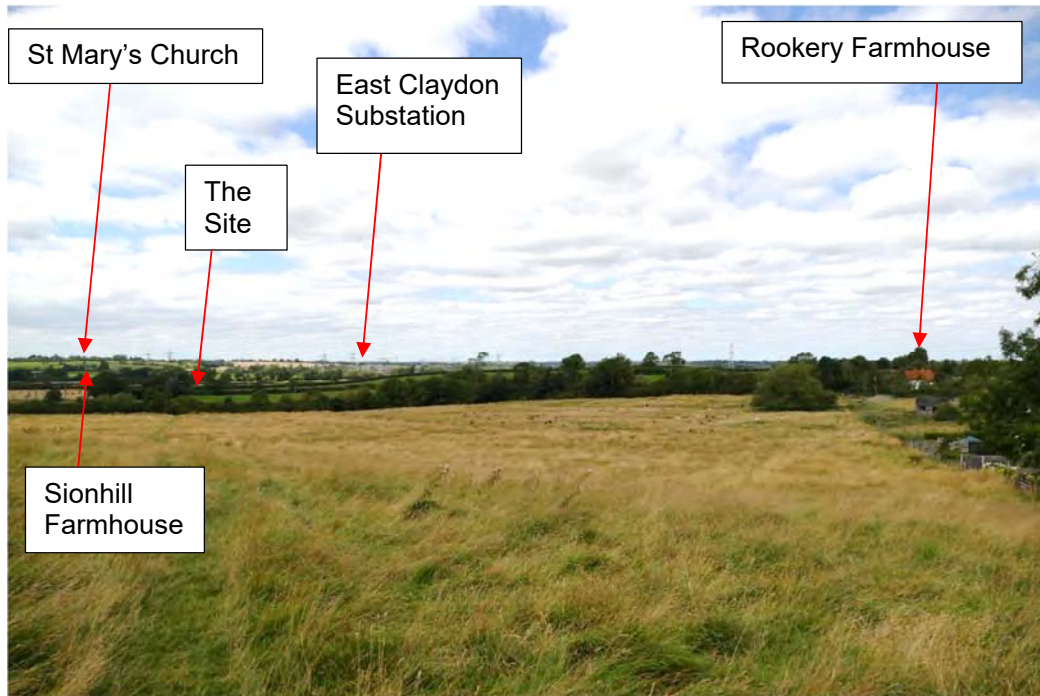 St Mary's Church
Rookery Farmhouse
East Claydon
Substation
The
Site
Sionhill
Farmhouse